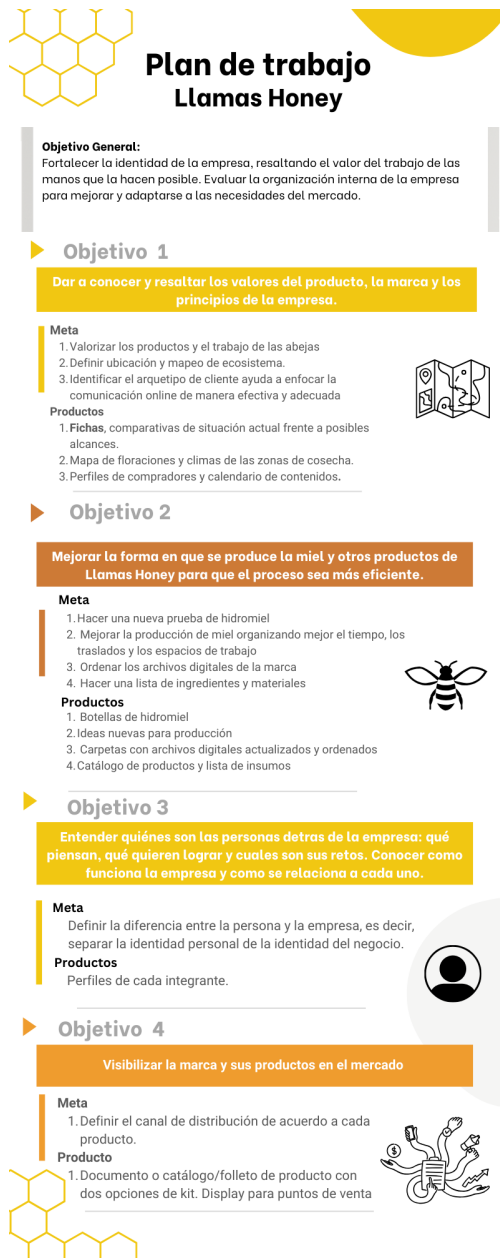 Plan de trabajo
Llamas Honey
Objetivo General:
Fortalecer la identidad de la empresa, resaltando el valor del trabajo de las
manos que la hacen posible. Evaluar la organización interna de la empresa
para mejorar y adaptarse a las necesidades del mercado.
Objetivo 1
Dar a conocer y resaltar los valores del producto, la marca y los
principios de la empresa.
Meta
1. Valorizar los productos y el trabajo de las abejas
2. Definir ubicación y mapeo de ecosistema.
3. Identificar el arquetipo de cliente ayuda a enfocar la
comunicación online de manera efectiva y adecuada
Productos
1. Fichas, comparativas de situación actual frente a posibles
alcances.
2. Mapa de floraciones y climas de las zonas de cosecha.
3. Perfiles de compradores y calendario de contenidos.
Objetivo 2
Mejorar la forma en que se produce la miel y otros productos de
Llamas Honey para que el proceso sea más eficiente.
Meta
1. Hacer una nueva prueba de hidromiel
2. Mejorar la producción de miel organizando mejor el tiempo, los
traslados y los espacios de trabajo
3. Ordenar los archivos digitales de la marca
4. Hacer una lista de ingredientes y materiales
Productos
1. Botellas de hidromiel
2. Ideas nuevas para producción
3. Carpetas con archivos digitales actualizados y ordenados
4. Catálogo de productos y lista de insumos
Objetivo 3
Entender quiénes son las personas detras de la empresa: qué
piensan, qué quieren lograr y cuales son sus retos. Conocer como
funciona la empresa y como se relaciona a cada uno.
Meta
Definir la diferencia entre la persona y la empresa, es decir,
separar la identidad personal de la identidad del negocio.
Productos
Perfiles de cada integrante.
Objetivo 4
Visibilizar la marca y sus productos en el mercado
Meta
1. Definir el canal de distribución de acuerdo a cada
producto.
Producto
1. Documento o catálogo/folleto de producto con
dos opciones de kit. Display para puntos de venta
$